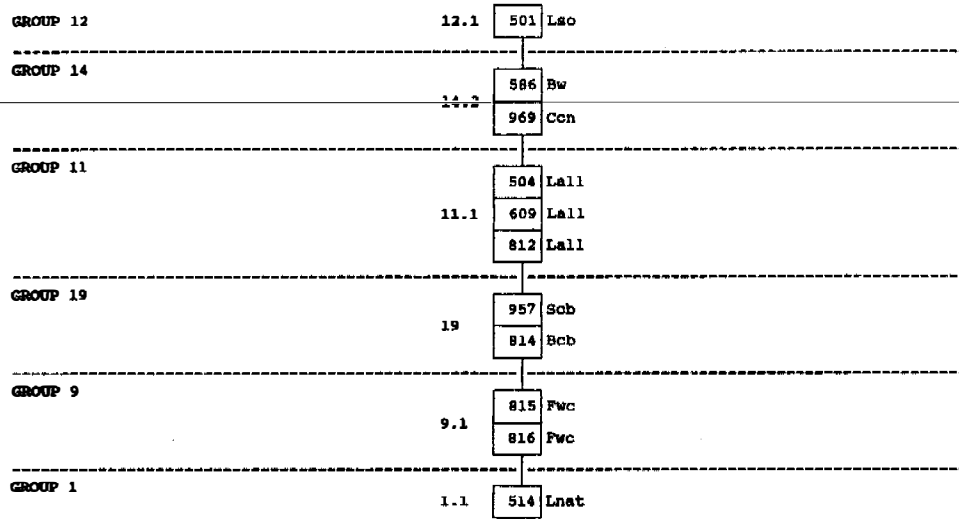 GROUP 12 12.1 501 Lso
GROUP 14
586 Bw
14.2
969 Ccn
GROUP 11
504 Lall
11.1 609 Lall
812 Lall
GROUP 19
957 Scb
19
814 Bcb
GROUP 9
815 Fwc
9.1
816 Fwc
GROUP 1
1.1 514 Lnat